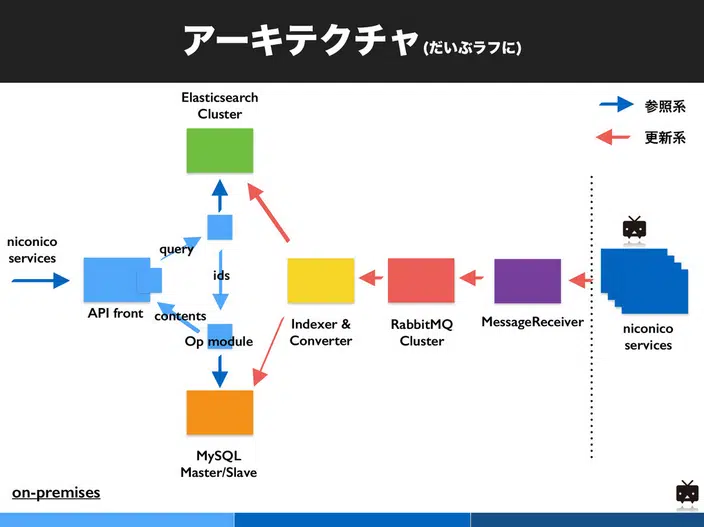 アーキテクチャ(だいぶラフに)
Elasticsearch
Cluster
参照系
更新系
niconico
services
query
ids
API front
contents
Op module
Indexer &
Converter
RabbitMQ
Cluster
MessageReceiver
niconico
services
MySQL
Master/Slave
on-premises